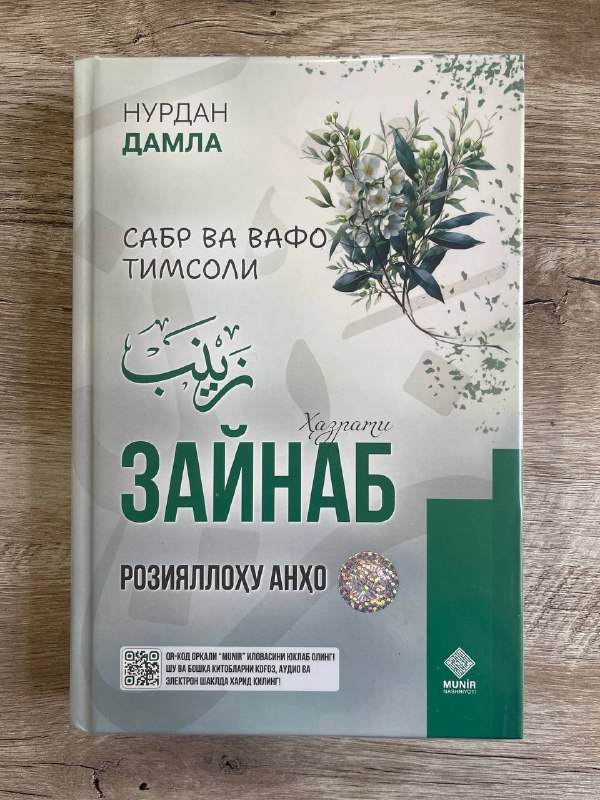 НУРДАН
ДАМЛА
САБР ВА ВАФО
ТИМСОЛИ
زينب
Ҳазрати
ЗАЙНАБ
РОЗИЯЛЛОҲУ АНҲО
QR-КОД ОРҚАЛИ "MUNIR" ИЛОВАСИНИ ЮКЛАБ ОЛИНГ!
ШУ ВА БОШҚА КИТОБЛАРНИ ҚОҒОЗ, АУДИО ВА
ЭЛЕКТРОН ШАКЛДА ХАРИД ҚИЛИНГ!
MUNIR
NASHRIYOTI